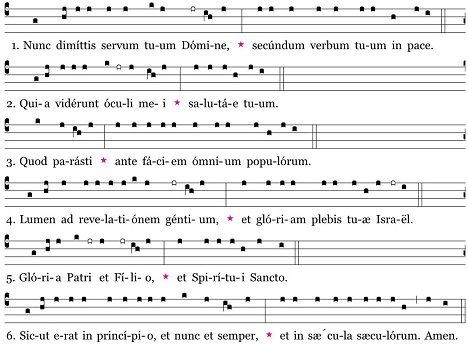 1. Nunc dimíttis servum tu-um Dómi-ne, ★ secúndum verbum tu-um in pace.
2. Qui-a vidérunt óculi me- i ★ sa-lu-tá-e tu-um.
3. Quod pa-rásti ★ ante fá-ci-em ómni-um popu-lórum.
4. Lumen ad reve-la-ti-ónem génti-um, ★ et gló-ri-am plebis tu-æ Isra-ël.
5. Gló-ri-a Patri et Fí-li-o, ★ et Spi-rí-tu-i Sancto.
6. Sic-ut e-rat in princípi-o, et nunc et semper, ★ et in sæ´cu-la sæcu-lórum. Amen.